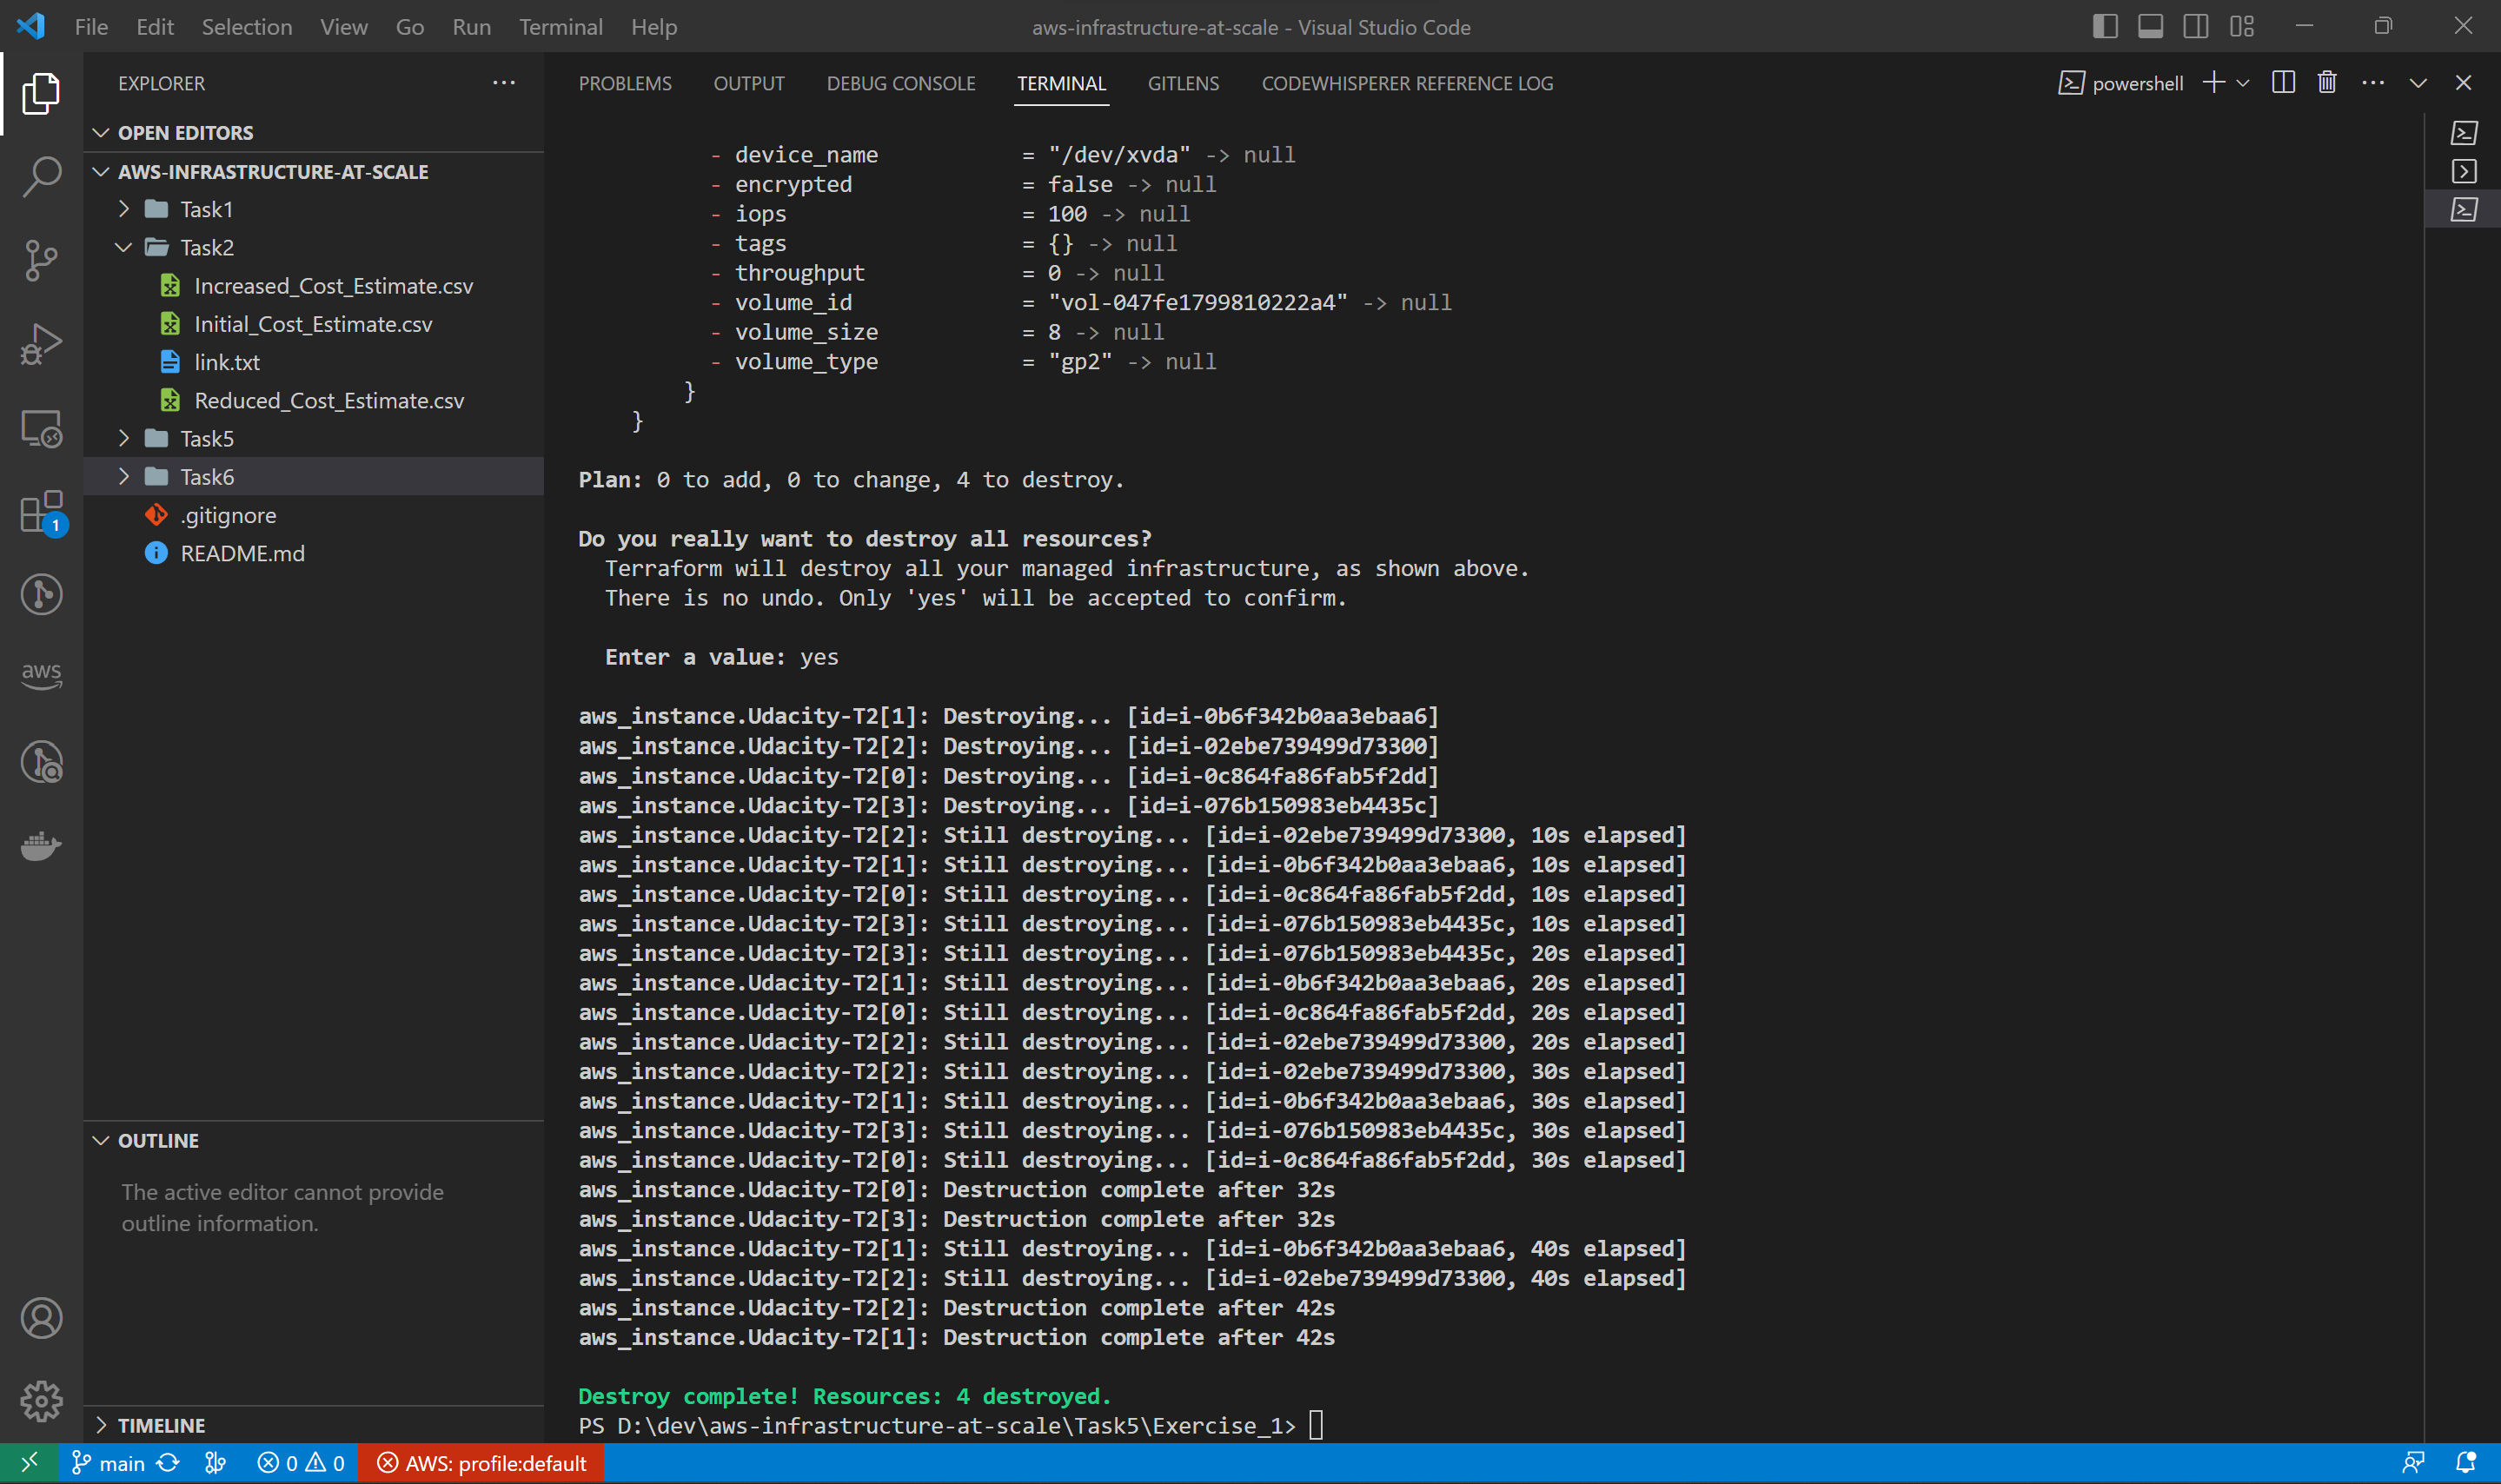 File Edit Selection View Go Run Terminal Help
aws-infrastructure-at-scale - Visual Studio Code
EXPLORER
OPEN EDITORS
AWS-INFRASTRUCTURE-AT-SCALE
Task1
Task2
Increased_Cost_Estimate.csv
Initial_Cost_Estimate.csv
link.txt
Reduced_Cost_Estimate.csv
Task5
Task6
.gitignore
README.md
1
aws
OUTLINE
The active editor cannot provide
outline information.
TIMELINE
PROBLEMS OUTPUT DEBUG CONSOLE TERMINAL GITLENS CODEWHISPERER REFERENCE LOG
powershell
- device_name = "/dev/xvda" -> null
- encrypted = false -> null
- iops = 100 -> null
- tags = {} -> null
- throughput = 0 -> null
- volume_id = "vol-047fe1799810222a4" -> null
- volume_size = 8 -> null
- volume_type = "gp2" -> null
}
}
Plan: 0 to add, 0 to change, 4 to destroy.
Do you really want to destroy all resources?
Terraform will destroy all your managed infrastructure, as shown above.
There is no undo. Only 'yes' will be accepted to confirm.
Enter a value: yes
aws_instance.Udacity-T2[1]: Destroying... [id=i-0b6f342b0aa3ebaa6]
aws_instance.Udacity-T2[2]: Destroying... [id=i-02ebe739499d73300]
aws_instance.Udacity-T2[0]: Destroying... [id=i-0c864fa86fab5f2dd]
aws_instance.Udacity-T2[3]: Destroying... [id=i-076b150983eb4435c]
aws_instance.Udacity-T2[2]: Still destroying... [id=i-02ebe739499d73300, 10s elapsed]
aws_instance.Udacity-T2[1]: Still destroying... [id=i-0b6f342b0aa3ebaa6, 10s elapsed]
aws_instance.Udacity-T2[0]: Still destroying... [id=i-0c864fa86fab5f2dd, 10s elapsed]
aws_instance.Udacity-T2[3]: Still destroying... [id=i-076b150983eb4435c, 10s elapsed]
aws_instance.Udacity-T2[3]: Still destroying... [id=i-076b150983eb4435c, 20s elapsed]
aws_instance.Udacity-T2[1]: Still destroying... [id=i-0b6f342b0aa3ebaa6, 20s elapsed]
aws_instance.Udacity-T2[0]: Still destroying... [id=i-0c864fa86fab5f2dd, 20s elapsed]
aws_instance.Udacity-T2[2]: Still destroying... [id=i-02ebe739499d73300, 20s elapsed]
aws_instance.Udacity-T2[2]: Still destroying... [id=i-02ebe739499d73300, 30s elapsed]
aws_instance.Udacity-T2[1]: Still destroying... [id=i-0b6f342b0aa3ebaa6, 30s elapsed]
aws_instance.Udacity-T2[3]: Still destroying... [id=i-076b150983eb4435c, 30s elapsed]
aws_instance.Udacity-T2[0]: Still destroying... [id=i-0c864fa86fab5f2dd, 30s elapsed]
aws_instance.Udacity-T2[0]: Destruction complete after 32s
aws_instance.Udacity-T2[3]: Destruction complete after 32s
aws_instance.Udacity-T2[1]: Still destroying... [id=i-0b6f342b0aa3ebaa6, 40s elapsed]
aws_instance.Udacity-T2[2]: Still destroying... [id=i-02ebe739499d73300, 40s elapsed]
aws_instance.Udacity-T2[2]: Destruction complete after 42s
aws_instance.Udacity-T2[1]: Destruction complete after 42s
Destroy complete! Resources: 4 destroyed.
PS D:\dev\aws-infrastructure-at-scale\Task5\Exercise_1>
main 0 0 AWS: profile:default